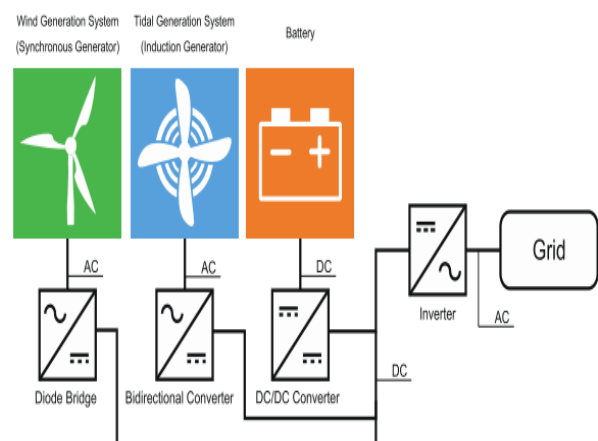 Wind Generation System
(Synchronous Generator)
Tidal Generation System
(Induction Generator)
Battery
AC
AC
DC
Grid
Inverter
AC
DC
Diode Bridge
Bidirectional Converter
DC/DC Converter